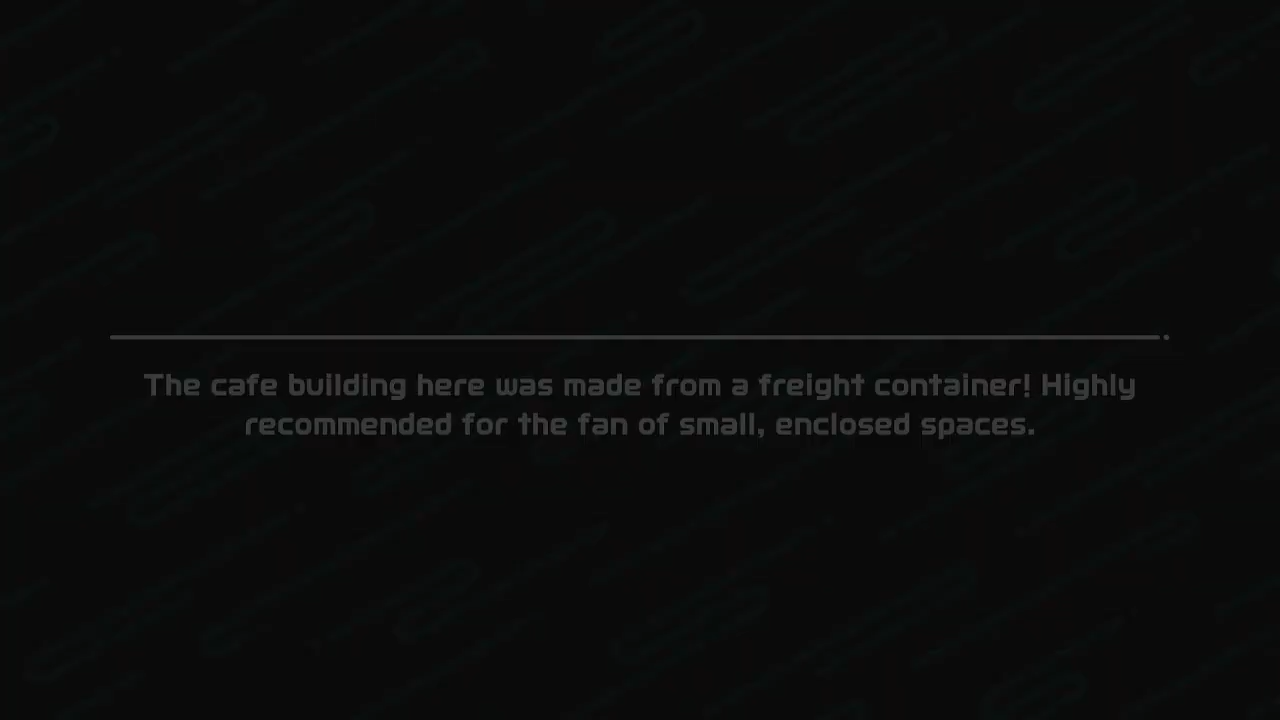 The cafe building here was made from a freight container! Highly
recommended for the fan of small, enclosed spaces.